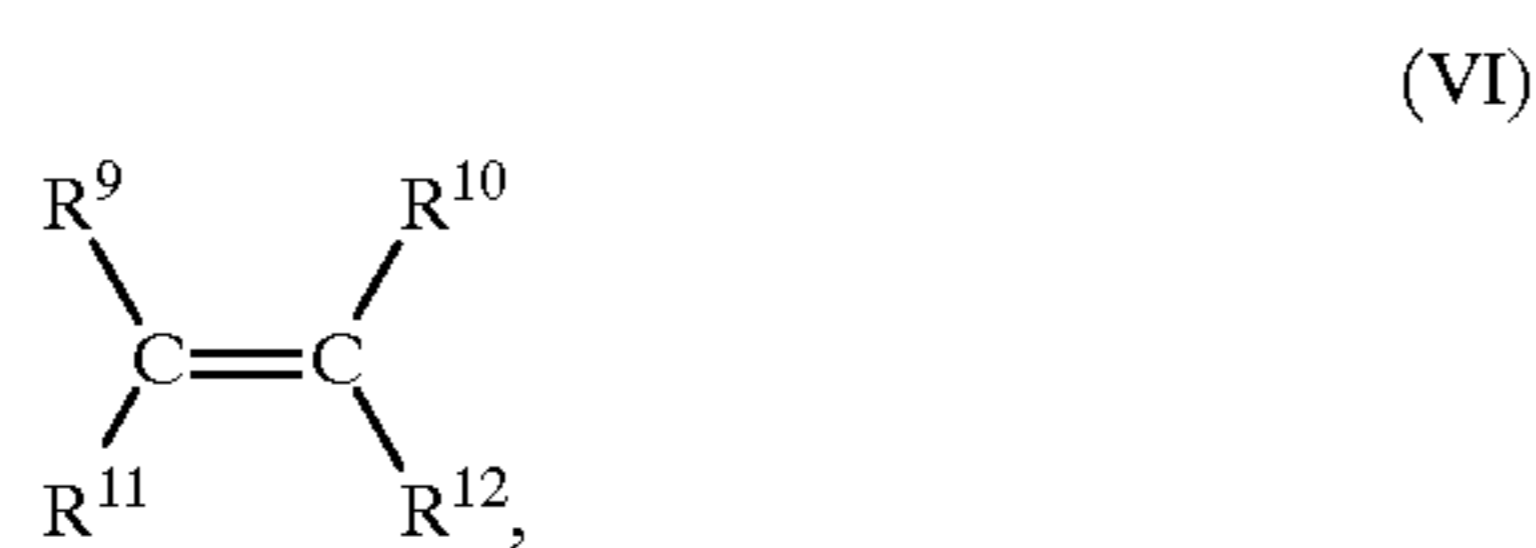 (VI)
R⁹ R¹⁰
C=C
R¹¹ R¹²,